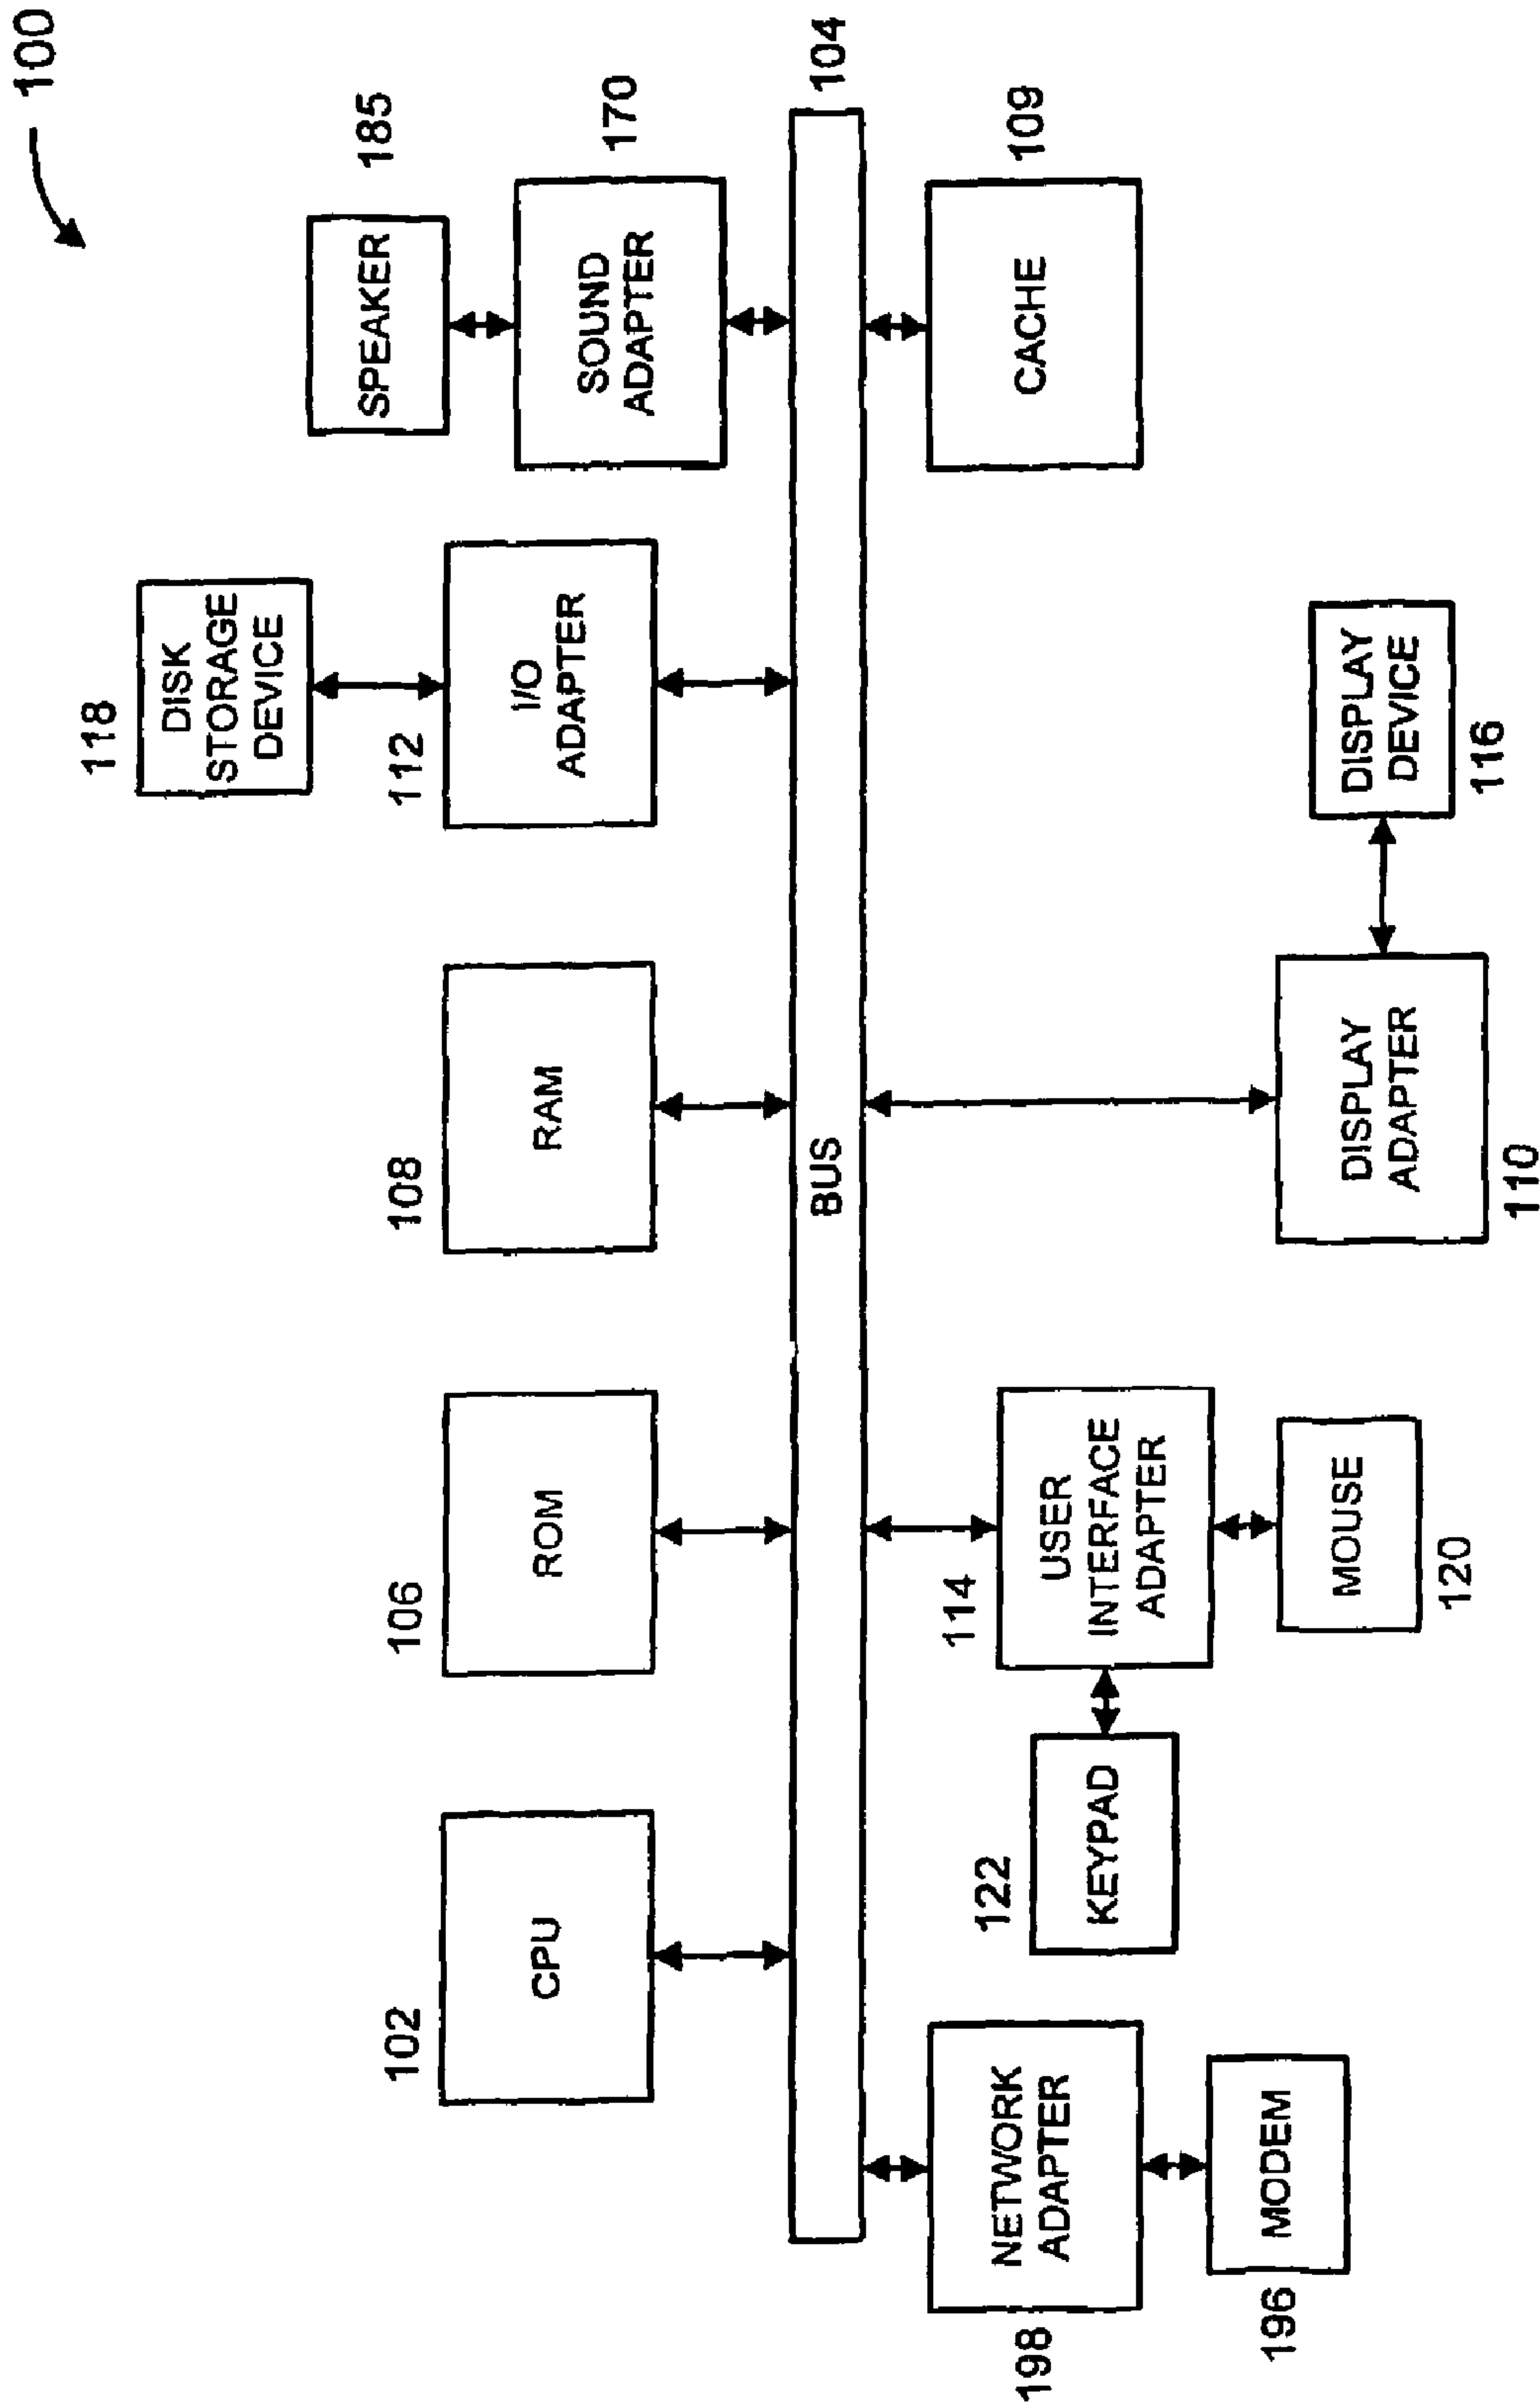 100
118
DISK
STORAGE
DEVICE
185
SPEAKER
102
CPU
106
ROM
108
RAM
112
I/O
ADAPTER
170
SOUND
ADAPTER
BUS
104
198
NETWORK
ADAPTER
196
MODEM
122
KEYPAD
114
USER
INTERFACE
ADAPTER
MOUSE
120
DISPLAY
ADAPTER
110
DISPLAY
DEVICE
116
CACHE
109